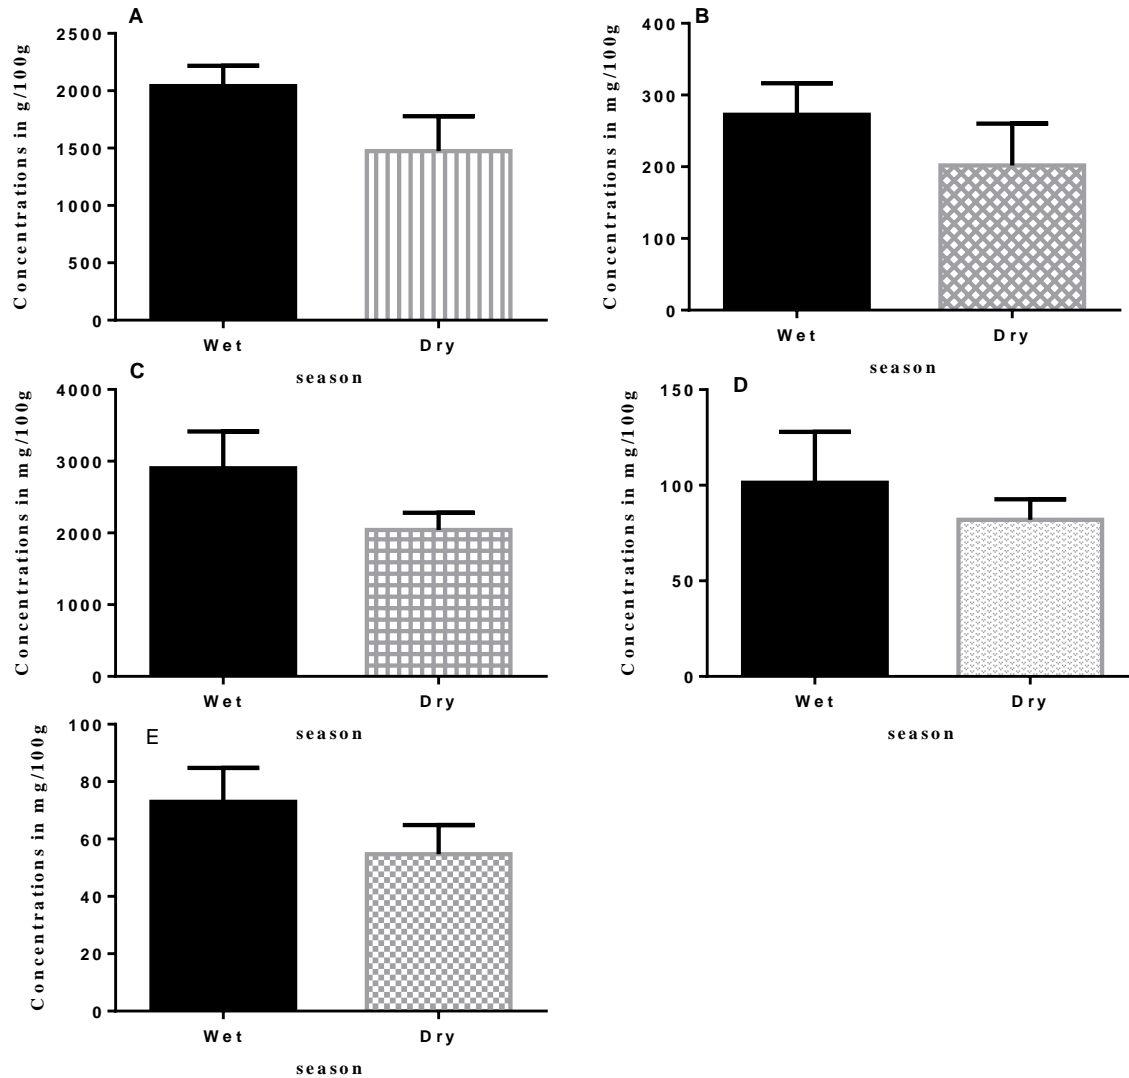 A
Concentrations in g/100g
2500
2000
1500
1000
500
0
Wet Dry
season
B
Concentrations in mg/100g
400
300
200
100
0
Wet Dry
season
C
Concentrations in mg/100g
4000
3000
2000
1000
0
Wet Dry
season
D
Concentrations in mg/100g
150
100
50
0
Wet Dry
season
E
Concentrations in mg/100g
100
80
60
40
20
0
Wet Dry
season